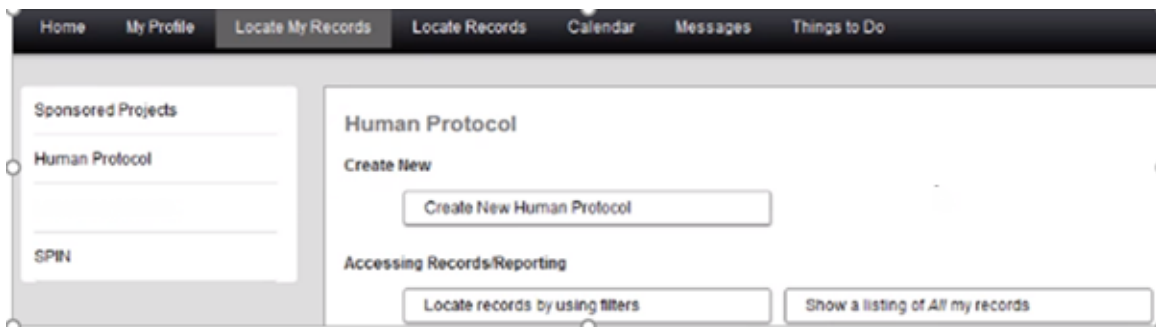 Home My Profile Locate My Records Locate Records Calendar Messages Things to Do
Sponsored Projects
Human Protocol
SPIN
Human Protocol
Create New
Create New Human Protocol
Accessing Records/Reporting
Locate records by using filters
Show a listing of All my records